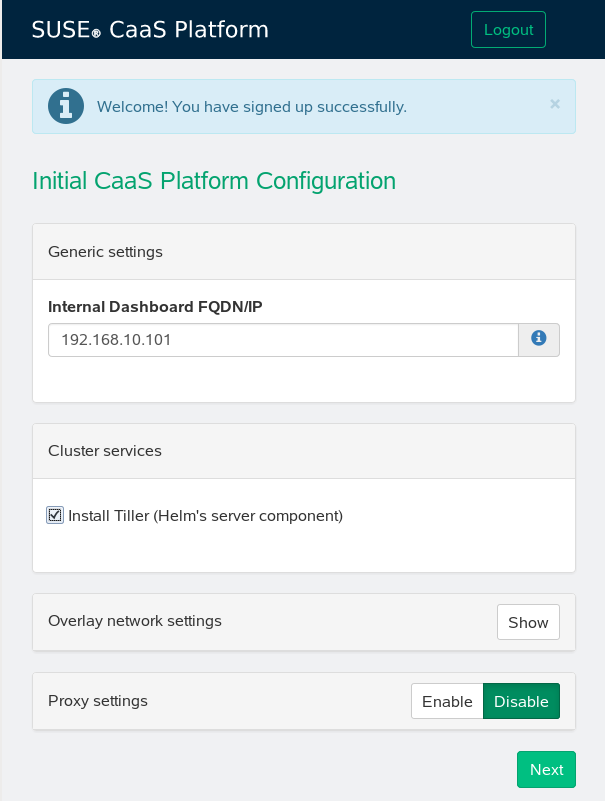 SUSE® CaaS Platform
Logout
Welcome! You have signed up successfully.
×
Initial CaaS Platform Configuration
Generic settings
Internal Dashboard FQDN/IP
192.168.10.101
Cluster services
Install Tiller (Helm's server component)
Overlay network settings
Show
Proxy settings
Enable
Disable
Next